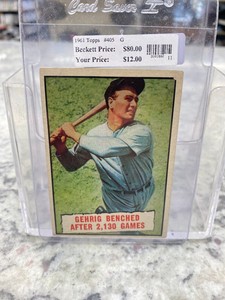 Card Saver I
1961 Topps #405 G
Beckett Price: $80.00
Your Price: $12.00
GEHRIG BENCHED
AFTER 2,130 GAMES